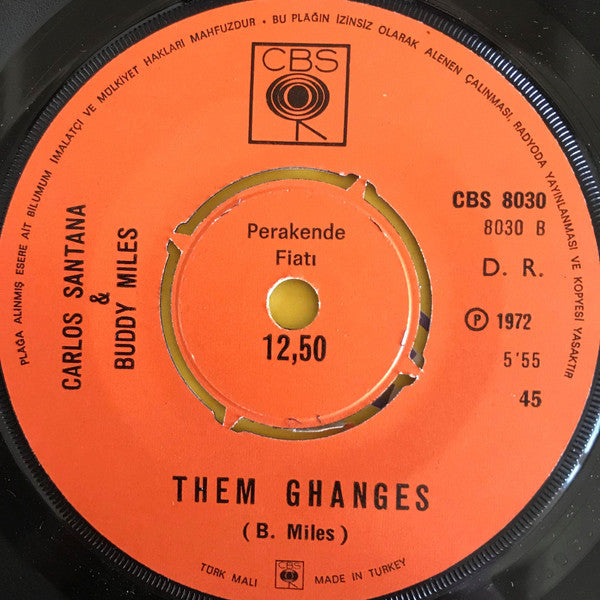 PLAĞA ALINMIŞ ESERE AİT BİLUMUM İMALATÇI VE MÜLKİYET HAKLARI MAHFUZDUR • BU PLAĞIN İZİNSİZ OLARAK ALENEN ÇALINMASI, RADYODA YAYINLANMASI VE KOPYESİ YASAKTIR
CBS
CARLOS SANTANA
&
BUDDY MILES
Perakende
Fiatı
12,50
CBS 8030
8030 B
D. R.
Ⓟ 1972
5'55
45
THEM GHANGES
( B. Miles )
TÜRK MALI CBS MADE IN TURKEY